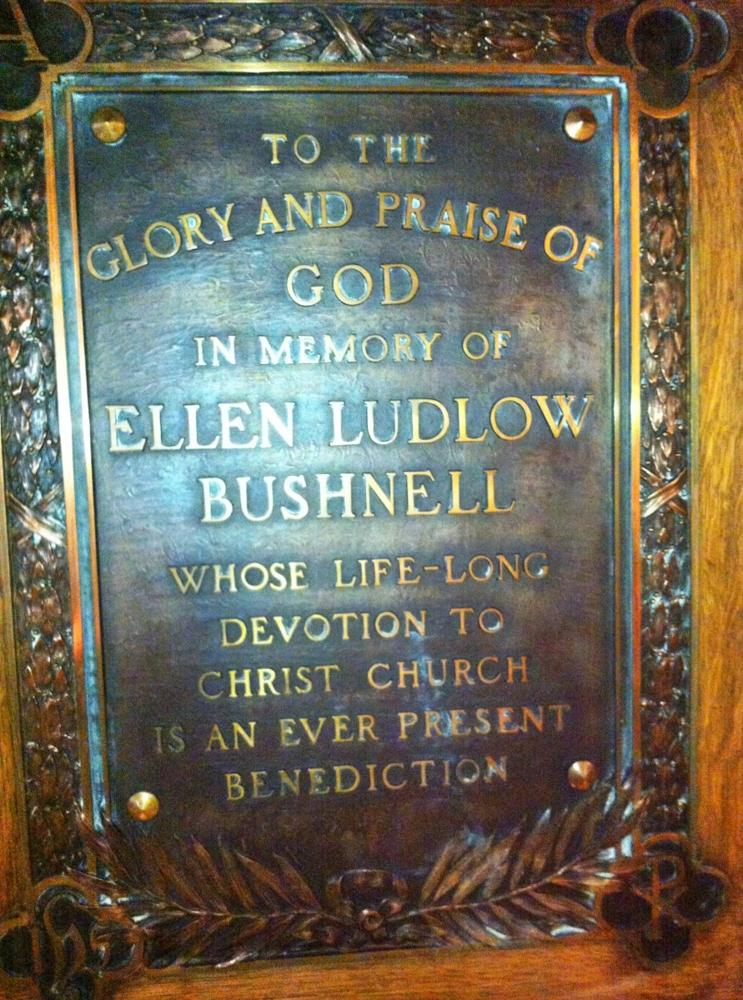 TO THE
GLORY AND PRAISE OF
GOD
IN MEMORY OF
ELLEN LUDLOW
BUSHNELL
WHOSE LIFE-LONG
DEVOTION TO
CHRIST CHURCH
IS AN EVER PRESENT
BENEDICTION